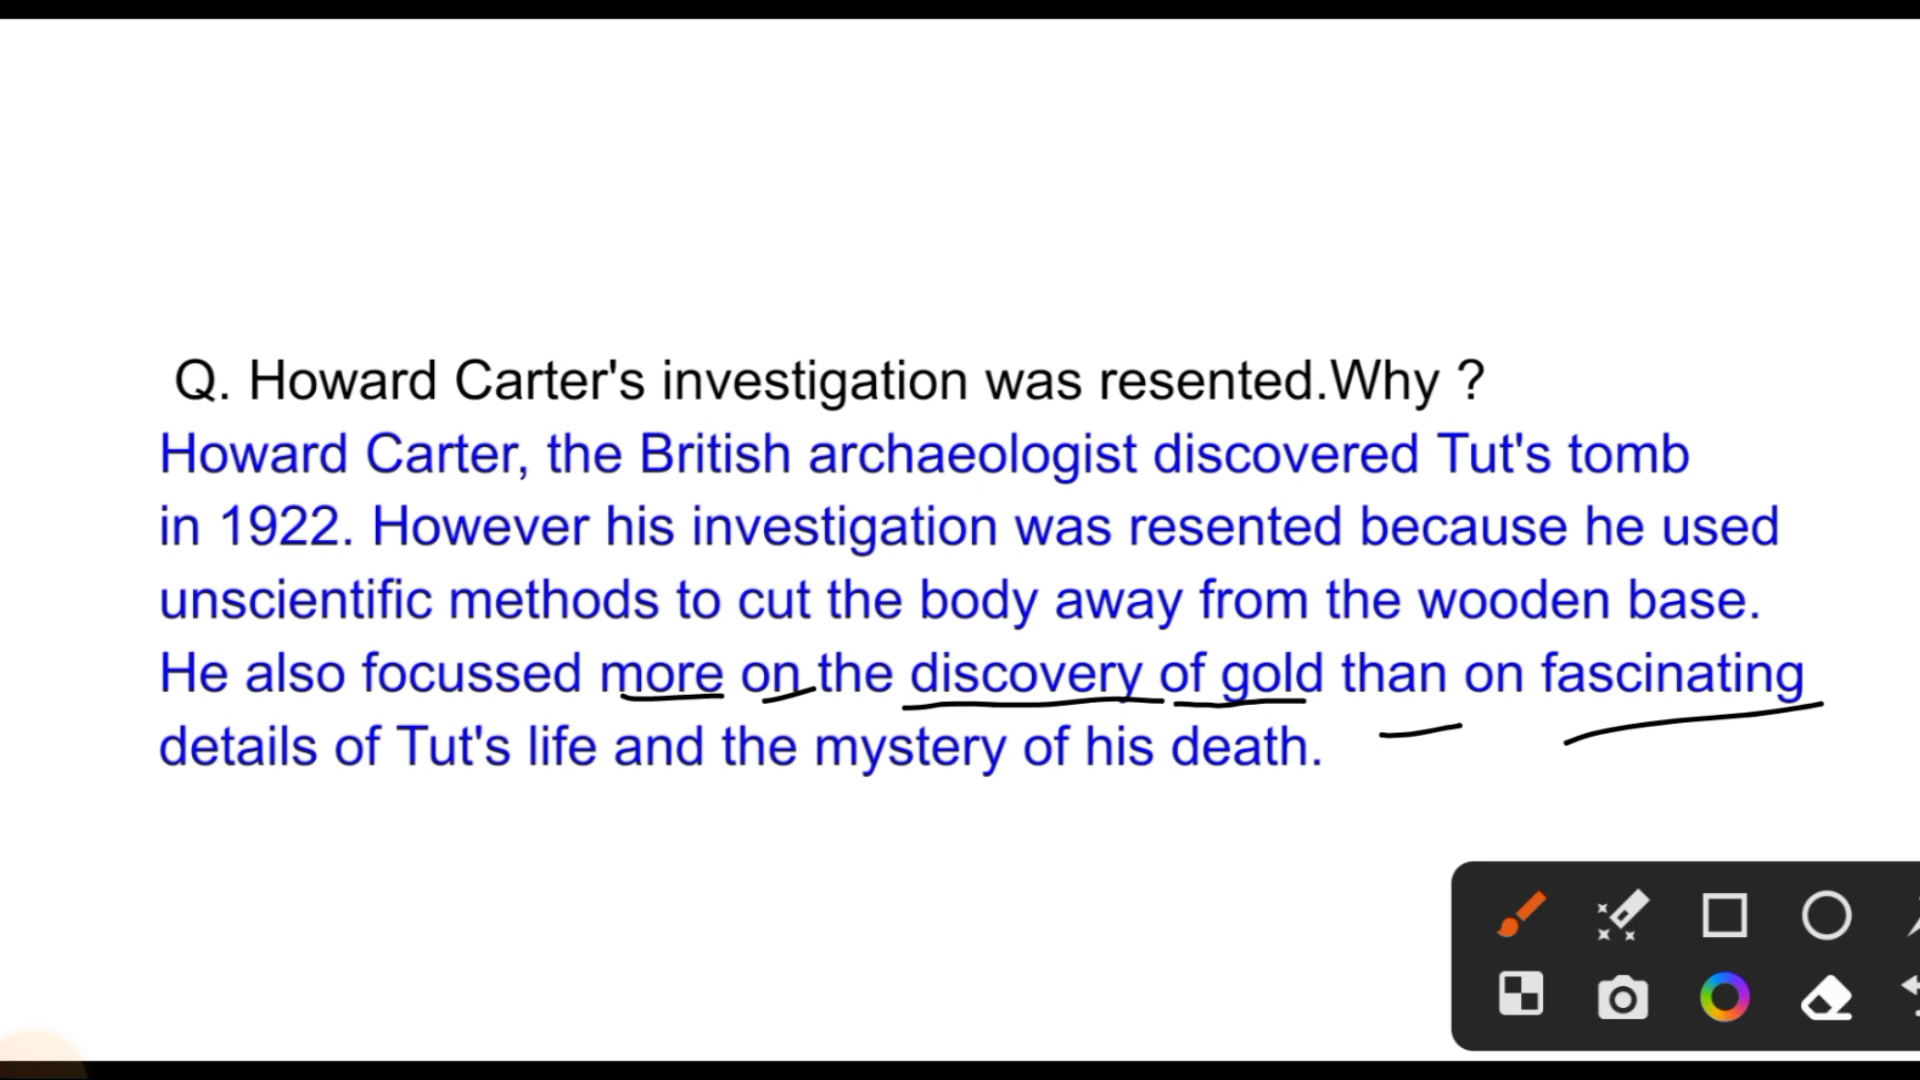 Q. Howard Carter's investigation was resented.Why ?
Howard Carter, the British archaeologist discovered Tut's tomb
in 1922. However his investigation was resented because he used
unscientific methods to cut the body away from the wooden base.
He also focussed more on the discovery of gold than on fascinating
details of Tut's life and the mystery of his death.